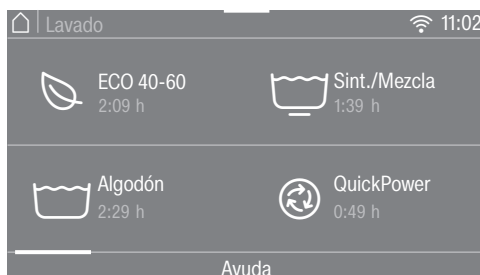 Lavado
11:02
ECO 40-60
2:09 h
Sint./Mezcla
1:39 h
Algodón
2:29 h
QuickPower
0:49 h
Ayuda